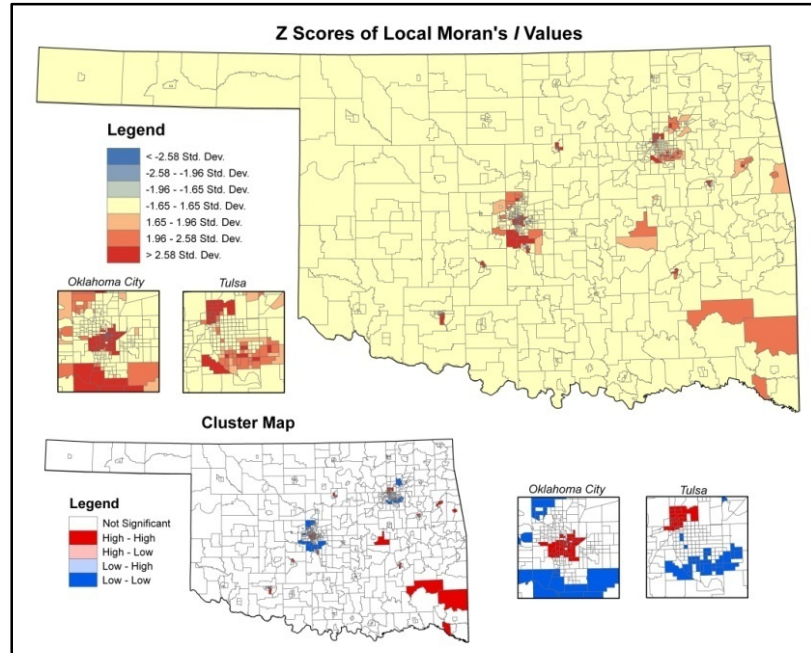 Z Scores of Local Moran's I Values
Legend
< -2.58 Std. Dev.
-2.58 - -1.96 Std. Dev.
-1.96 - -1.65 Std. Dev.
-1.65 - 1.65 Std. Dev.
1.65 - 1.96 Std. Dev.
1.96 - 2.58 Std. Dev.
> 2.58 Std. Dev.
Oklahoma City
Tulsa
Cluster Map
Legend
Not Significant
High - High
High - Low
Low - High
Low - Low
Oklahoma City
Tulsa